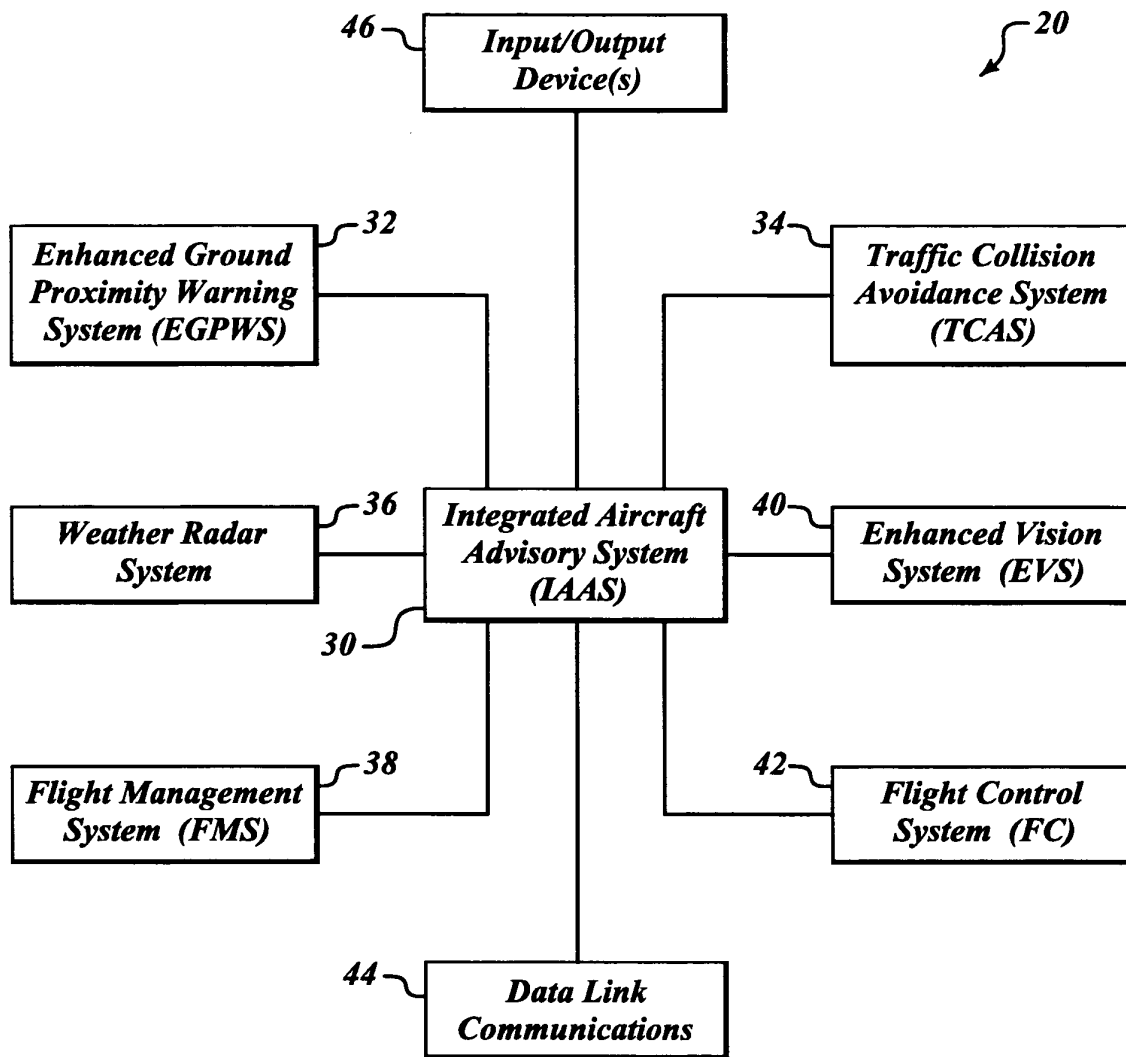 46
Input/Output
Device(s)
20
32
Enhanced Ground
Proximity Warning
System (EGPWS)
34
Traffic Collision
Avoidance System
(TCAS)
36
Weather Radar
System
Integrated Aircraft
Advisory System
(IAAS)
30
40
Enhanced Vision
System (EVS)
38
Flight Management
System (FMS)
42
Flight Control
System (FC)
44
Data Link
Communications